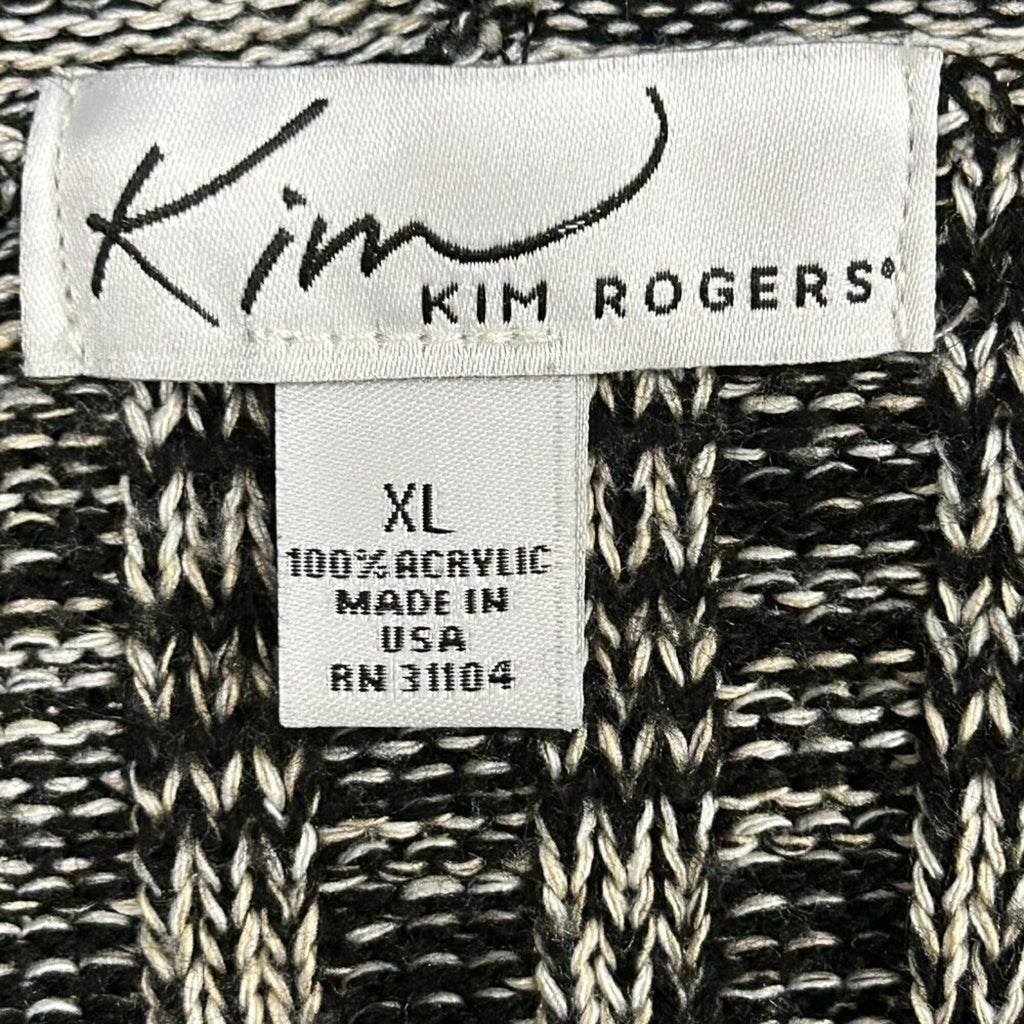 Kim
KIM ROGERS®
XL
100% ACRYLIC
MADE IN
USA
RN 31104